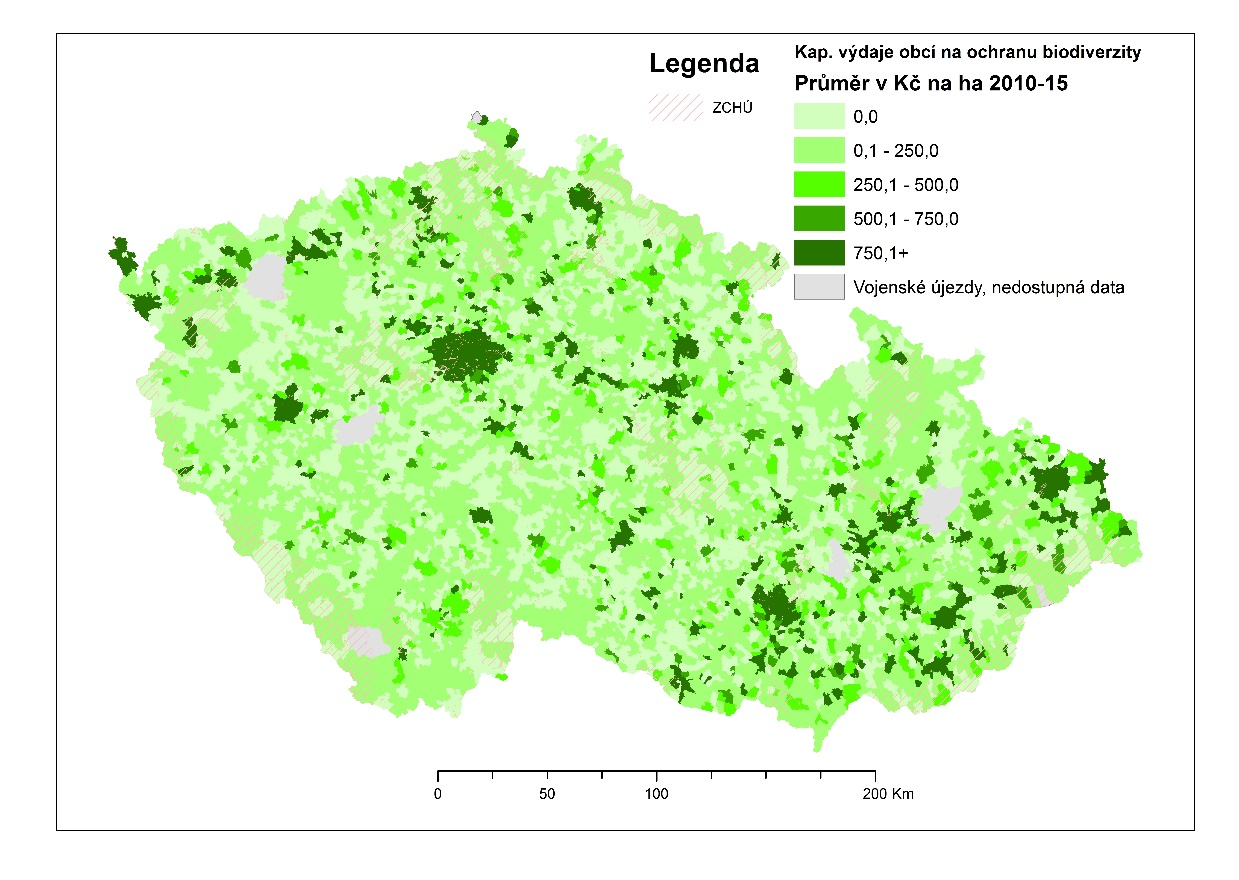 Legenda
ZCHÚ
Kap. výdaje obcí na ochranu biodiverzity
Průměr v Kč na ha 2010-15
0,0
0,1 - 250,0
250,1 - 500,0
500,1 - 750,0
750,1+
Vojenské újezdy, nedostupná data
0 50 100 200 Km